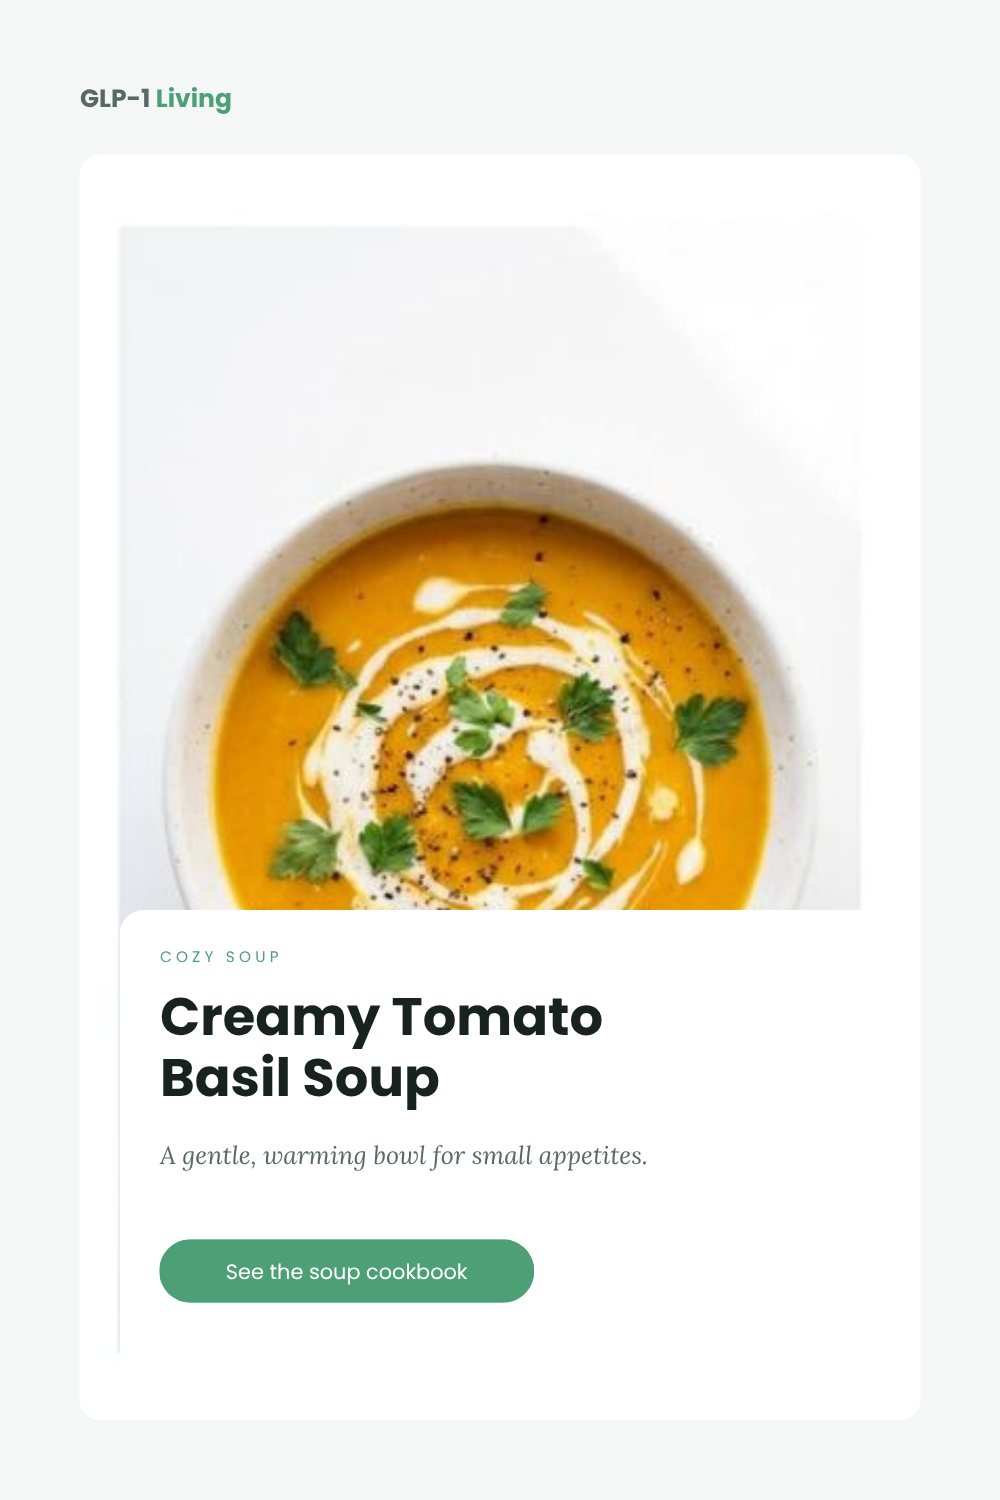 GLP-1 Living
COZY SOUP
Creamy Tomato
Basil Soup
A gentle, warming bowl for small appetites.
See the soup cookbook